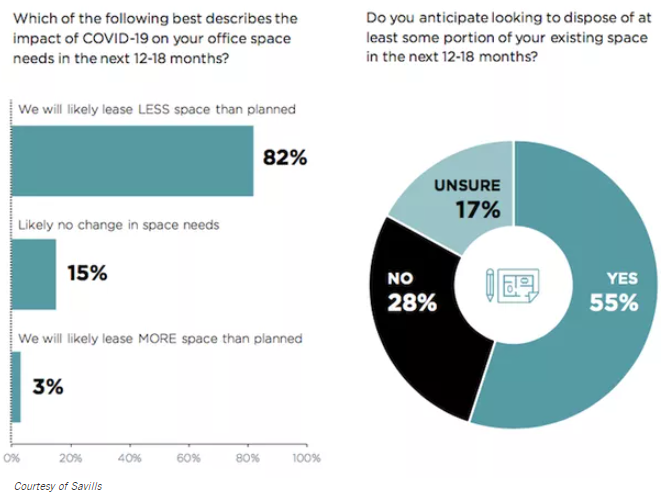 Which of the following best describes the
impact of COVID-19 on your office space
needs in the next 12-18 months?
We will likely lease LESS space than planned
82%
Likely no change in space needs
15%
We will likely lease MORE space than planned
3%
0% 20% 40% 60% 80% 100%
Courtesy of Savills
Do you anticipate looking to dispose of at
least some portion of your existing space
in the next 12-18 months?
UNSURE
17%
NO
28%
YES
55%